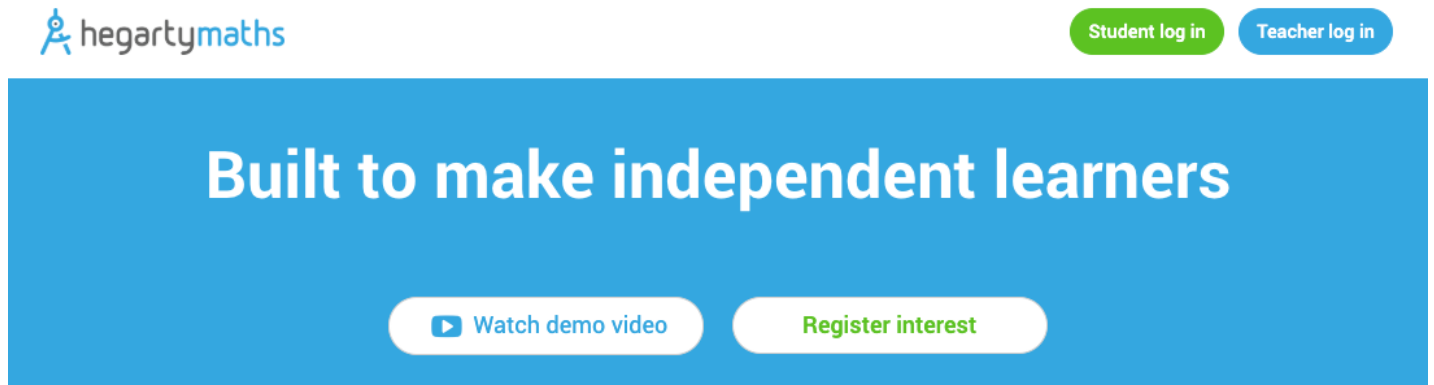 hegartymaths
Student log in
Teacher log in
Built to make independent learners
Watch demo video
Register interest